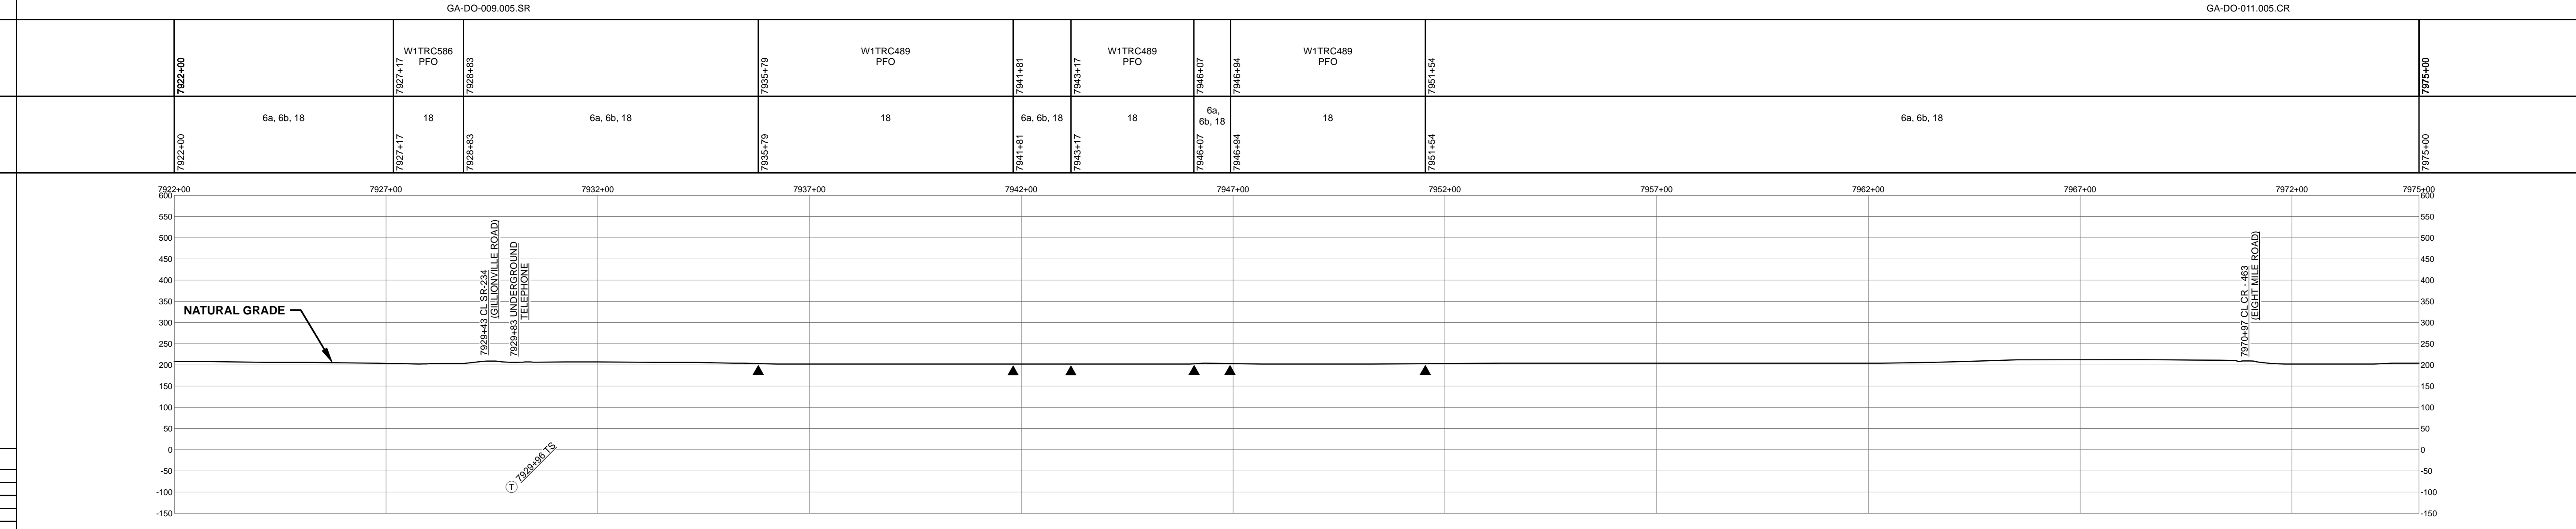 GA-DO-009.005.SR
GA-DO-011.005.CR
7922+00
7927+17
W1TRC586
PFO
7928+83
7935+79
W1TRC489
PFO
7941+81
7943+17
W1TRC489
PFO
7946+07
7946+94
W1TRC489
PFO
7951+54
7975+00
7922+00
6a, 6b, 18
7927+17
18
7928+83
6a, 6b, 18
7935+79
18
7941+81
6a, 6b, 18
7943+17
18
7946+07
6a,
6b, 18
7946+94
18
7951+54
6a, 6b, 18
7975+00
7922+00
7927+00
7932+00
7937+00
7942+00
7947+00
7952+00
7957+00
7962+00
7967+00
7972+00
7975+00
600
550
500
450
400
350
300
250
200
150
100
50
0
-50
-100
-150
NATURAL GRADE
7929+43 CL SR-234
(GILLIONVILLE ROAD)
7929+83 UNDERGROUND
TELEPHONE
7970+97 CL CR - 463
(EIGHT MILE ROAD)
T
7929+96 TS
600
550
500
450
400
350
300
250
200
150
100
50
0
-50
-100
-150